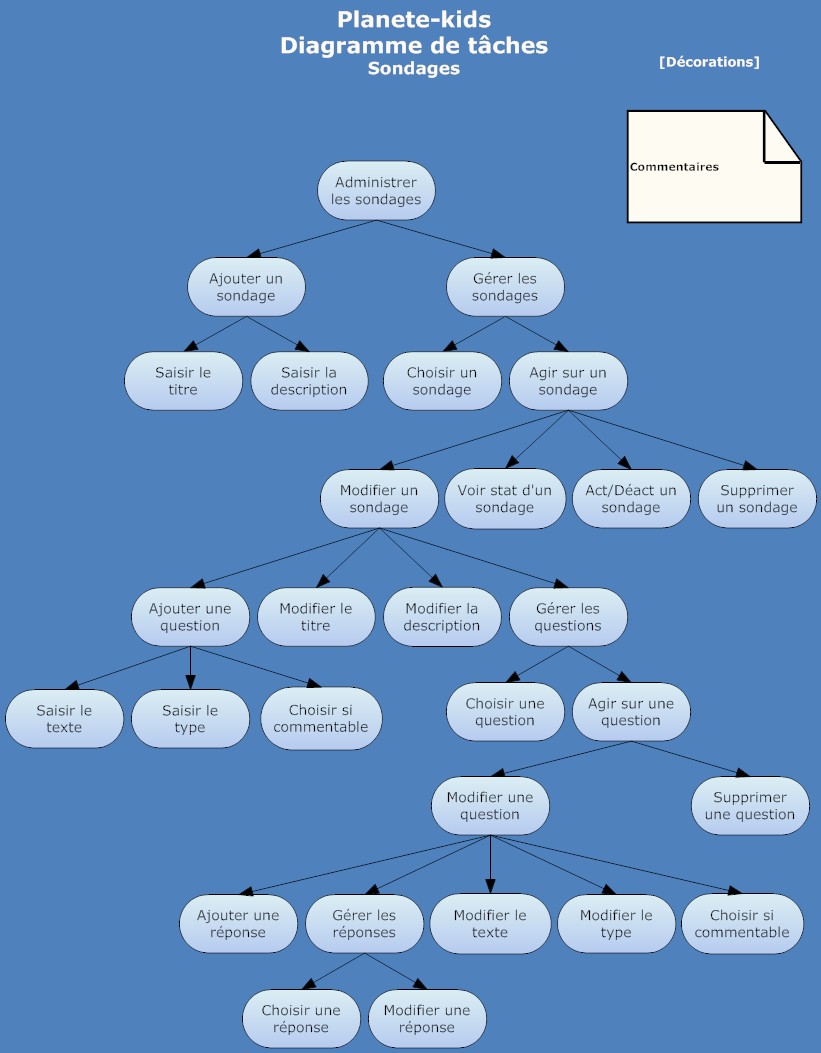 Planete-kids
Diagramme de tâches
Sondages
[Décorations]
Commentaires
Administrer
les sondages
Ajouter un
sondage
Gérer les
sondages
Saisir le
titre
Saisir la
description
Choisir un
sondage
Agir sur un
sondage
Modifier un
sondage
Voir stat d'un
sondage
Act/Déact un
sondage
Supprimer
un sondage
Ajouter une
question
Modifier le
titre
Modifier la
description
Gérer les
questions
Saisir le
texte
Saisir le
type
Choisir si
commentable
Choisir une
question
Agir sur une
question
Modifier une
question
Supprimer
une question
Ajouter une
réponse
Gérer les
réponses
Modifier le
texte
Modifier le
type
Choisir si
commentable
Choisir une
réponse
Modifier une
réponse